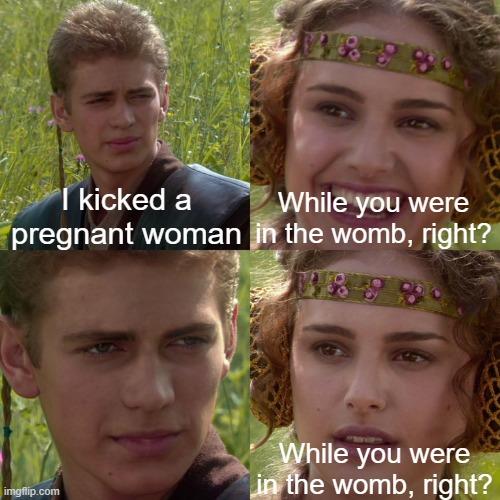 I kicked a
pregnant woman
While you were
in the womb, right?
While you were
in the womb, right?
imgflip.com